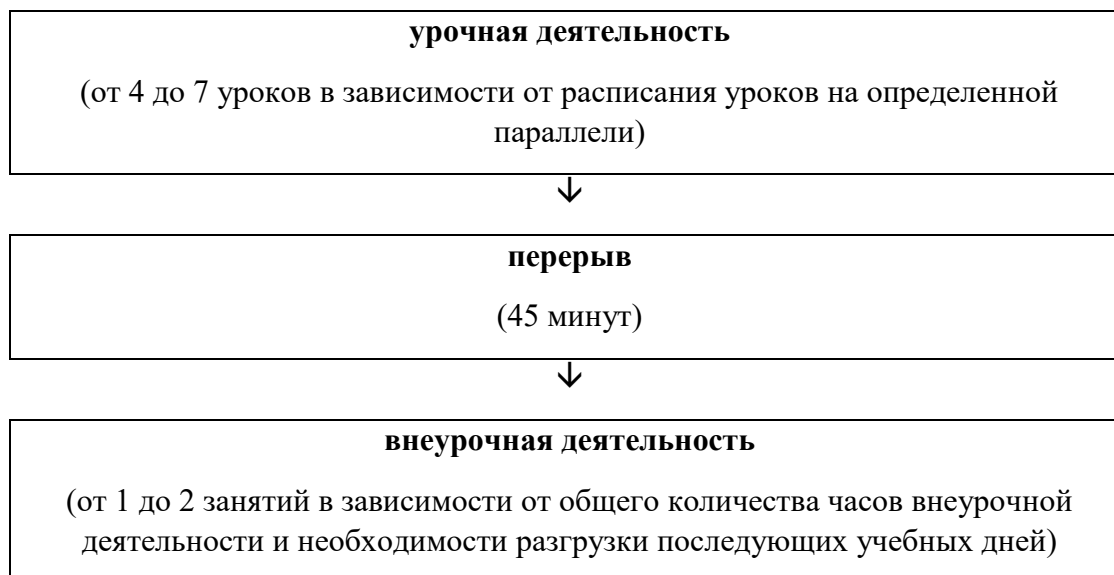 урочная деятельность
(от 4 до 7 уроков в зависимости от расписания уроков на определенной
параллели)
↓
перерыв
(45 минут)
↓
внеурочная деятельность
(от 1 до 2 занятий в зависимости от общего количества часов внеурочной
деятельности и необходимости разгрузки последующих учебных дней)